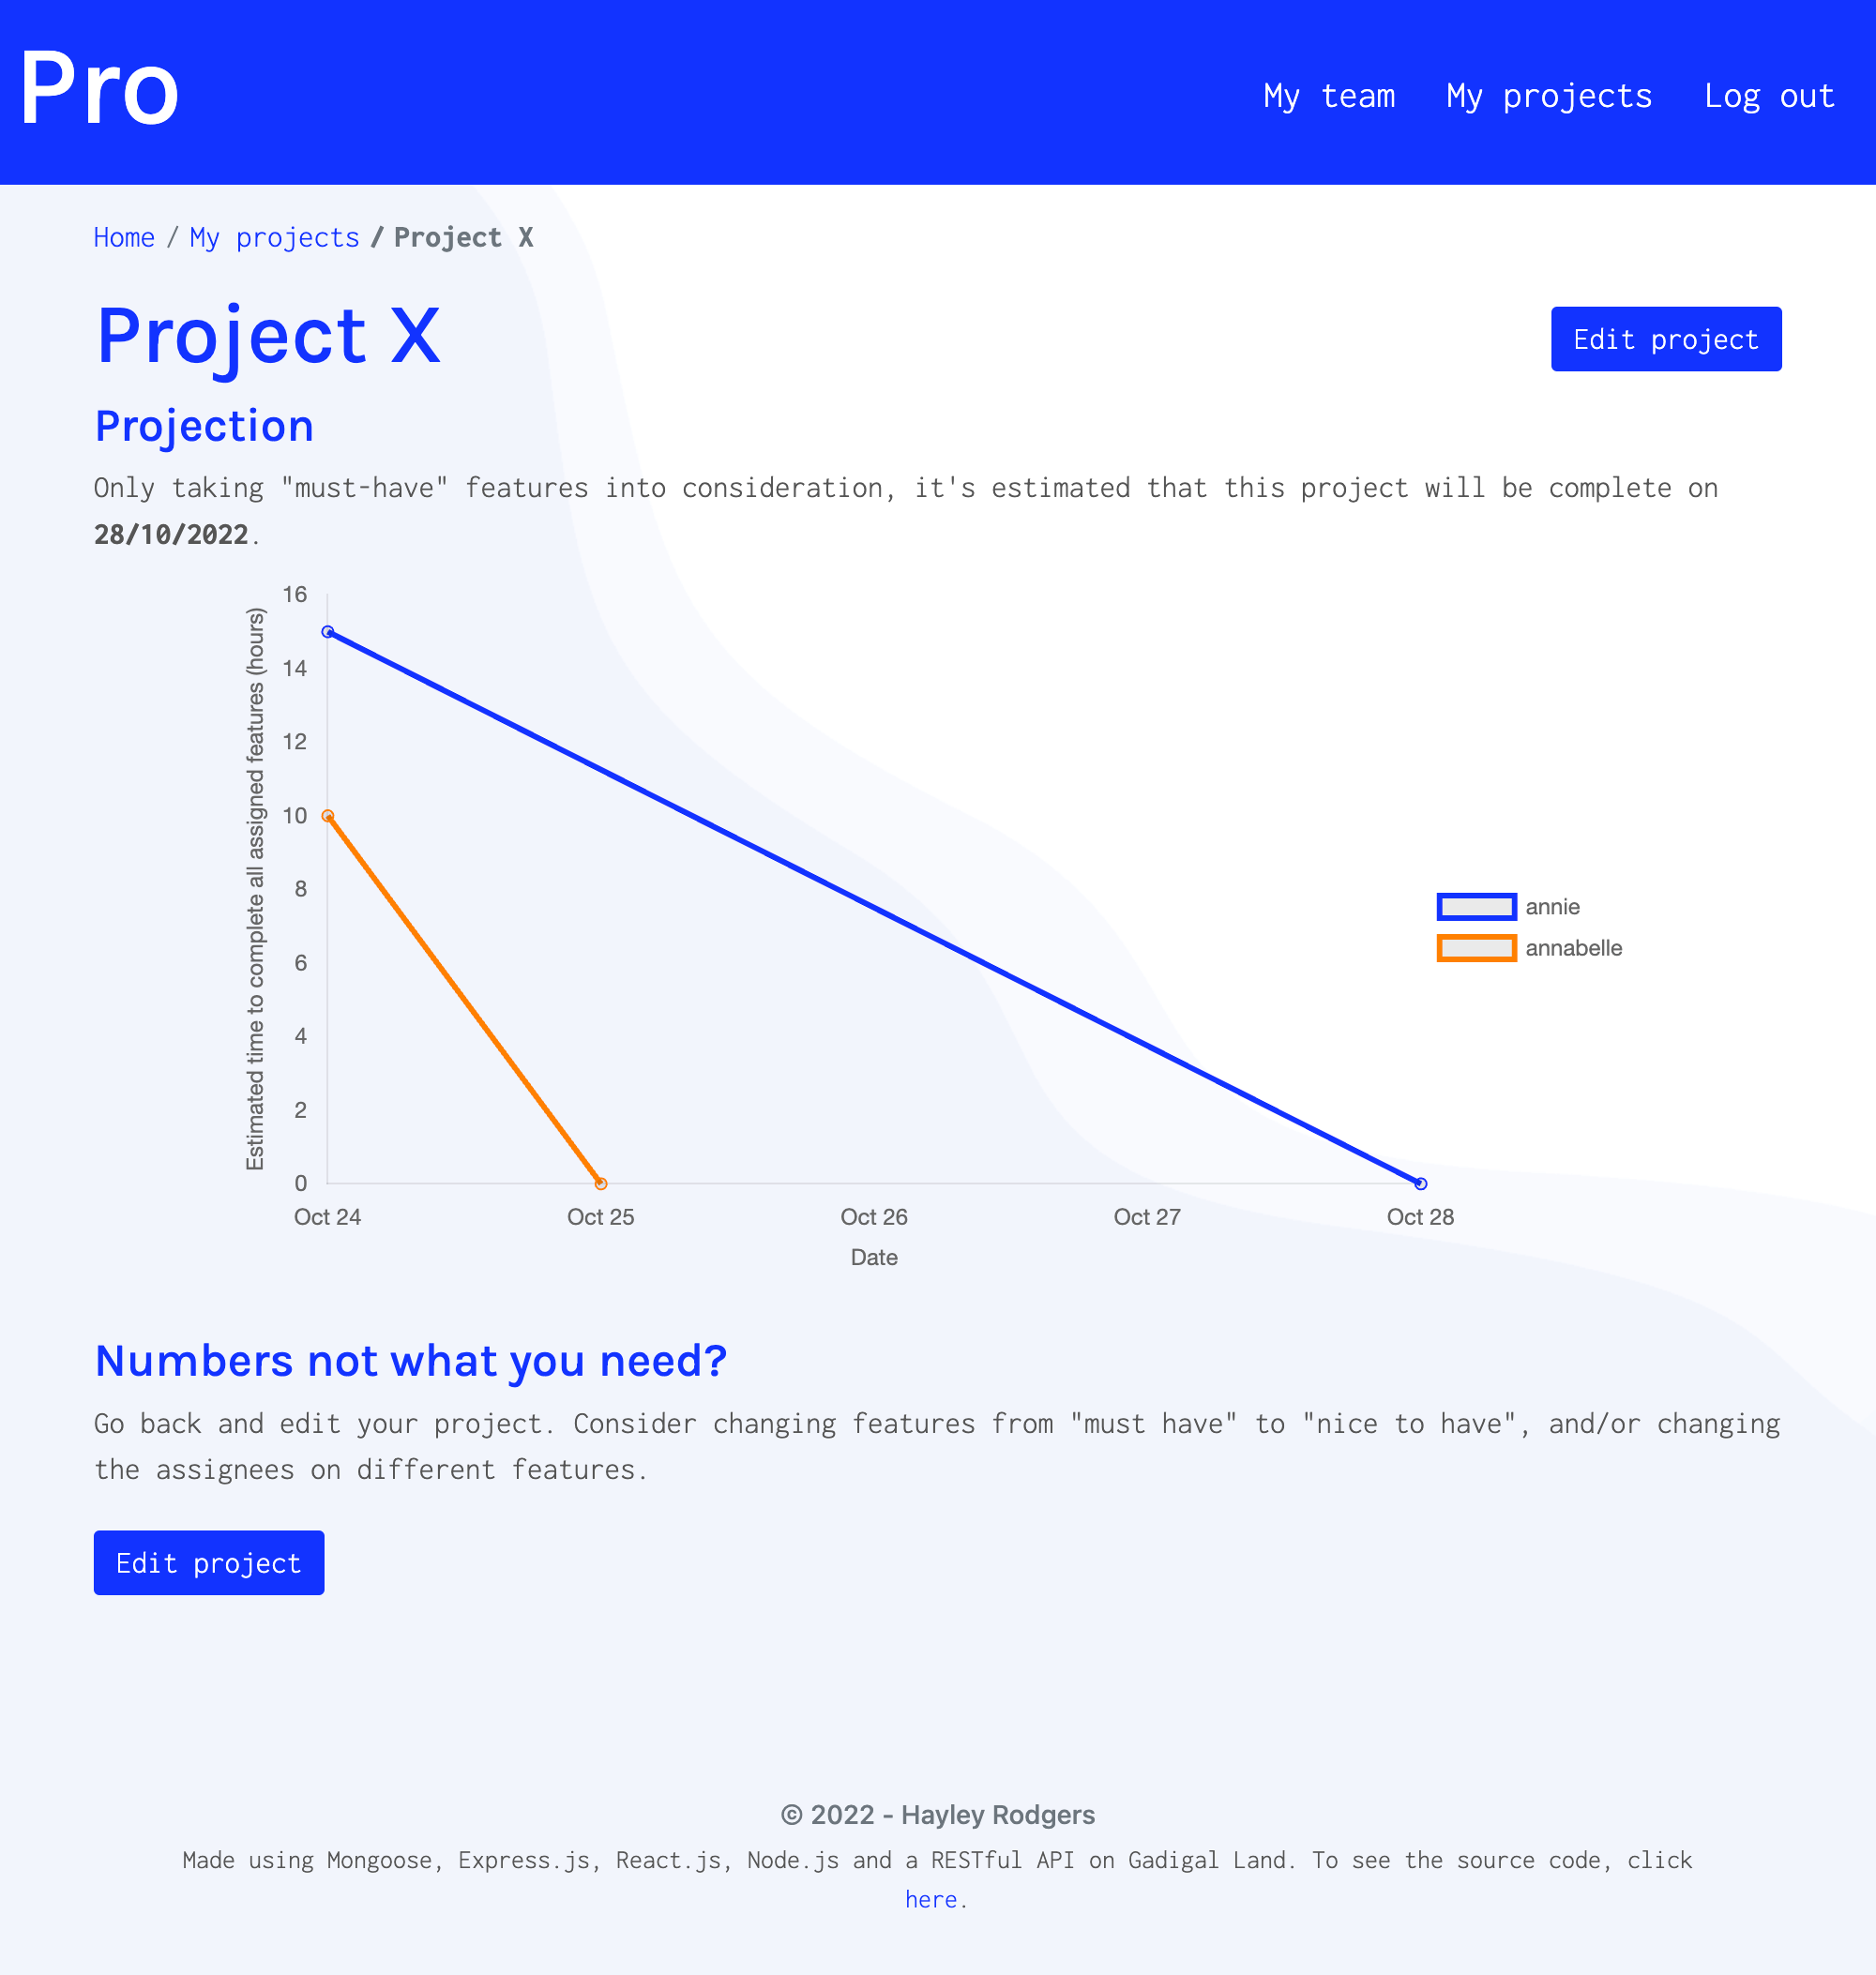 Pro
My team My projects Log out
Home / My projects / Project X
Project X
Edit project
Projection
Only taking "must-have" features into consideration, it's estimated that this project will be complete on
28/10/2022.
Estimated time to complete all assigned features (hours)
16
14
12
10
8
6
4
2
0
annie
annabelle
Oct 24 Oct 25 Oct 26 Oct 27 Oct 28
Date
Numbers not what you need?
Go back and edit your project. Consider changing features from "must have" to "nice to have", and/or changing
the assignees on different features.
Edit project
© 2022 - Hayley Rodgers
Made using Mongoose, Express.js, React.js, Node.js and a RESTful API on Gadigal Land. To see the source code, click
here.